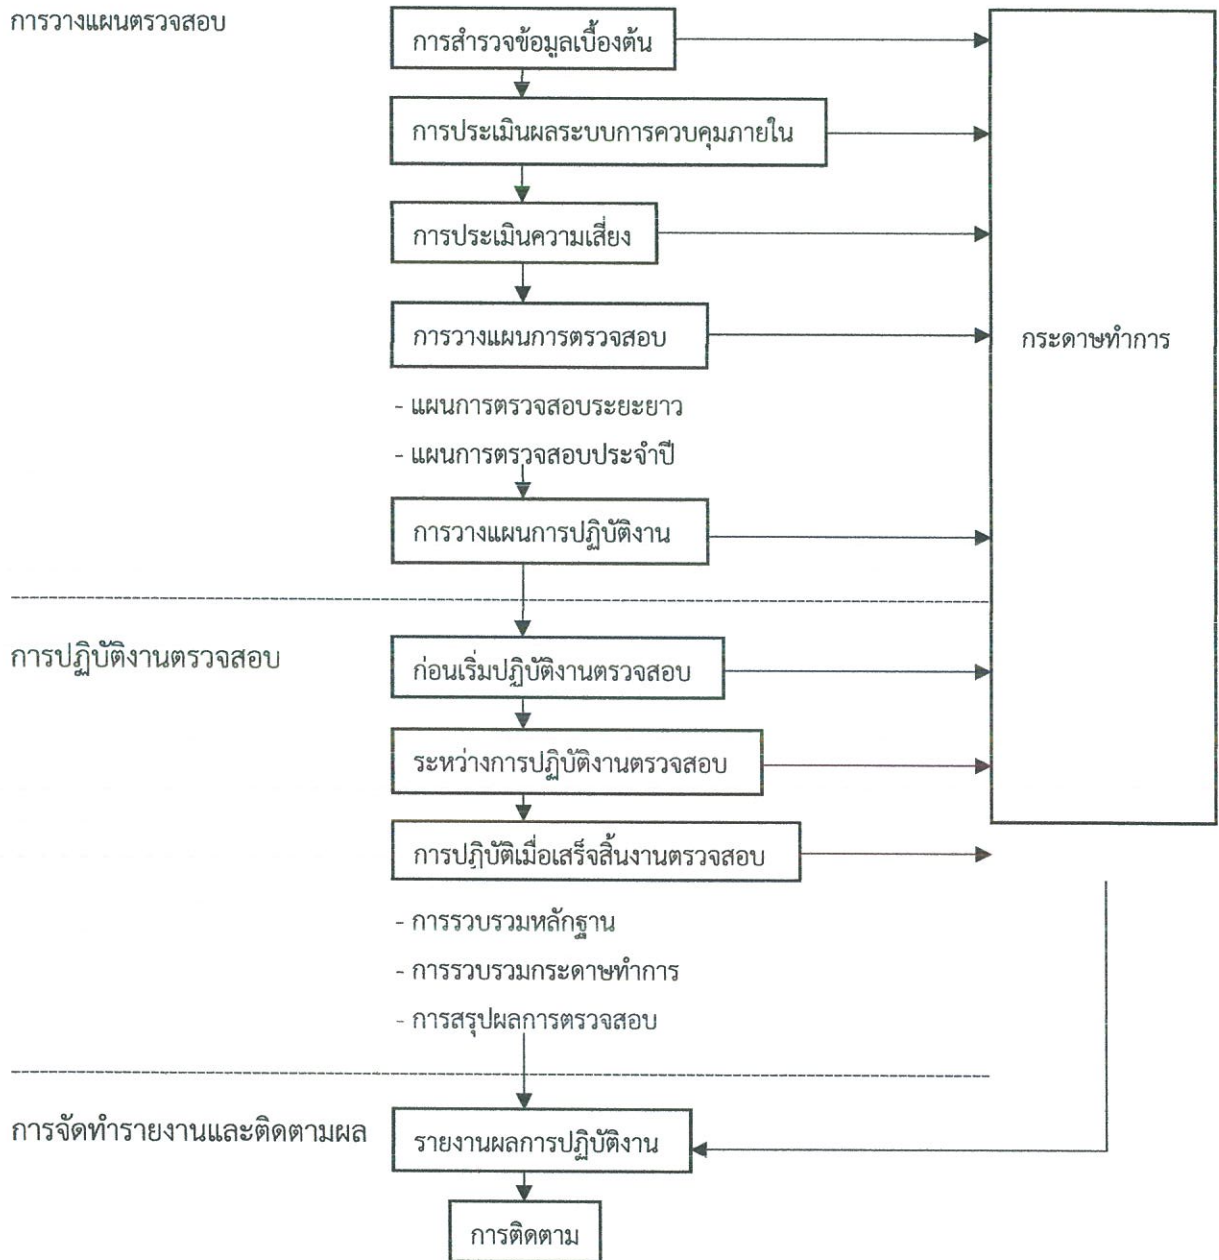 การวางแผนตรวจสอบ
การสำรวจข้อมูลเบื้องต้น
การประเมินผลระบบการควบคุมภายใน
การประเมินความเสี่ยง
การวางแผนการตรวจสอบ
กระดาษทำการ
- แผนการตรวจสอบระยะยาว
- แผนการตรวจสอบประจำปี
การวางแผนการปฏิบัติงาน
การปฏิบัติงานตรวจสอบ
ก่อนเริ่มปฏิบัติงานตรวจสอบ
ระหว่างการปฏิบัติงานตรวจสอบ
การปฏิบัติเมื่อเสร็จสิ้นงานตรวจสอบ
- การรวบรวมหลักฐาน
- การรวบรวมกระดาษทำการ
- การสรุปผลการตรวจสอบ
การจัดทำรายงานและติดตามผล
รายงานผลการปฏิบัติงาน
การติดตาม